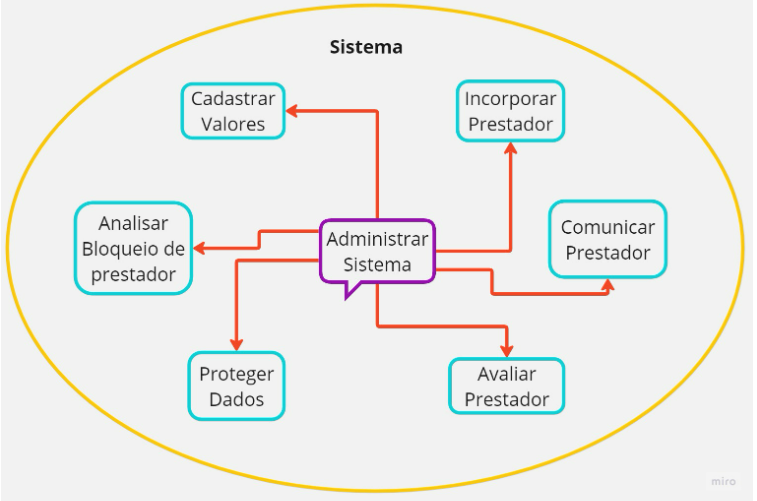 Sistema
Cadastrar
Valores
Incorporar
Prestador
Analisar
Bloqueio de
prestador
Administrar
Sistema
Comunicar
Prestador
Proteger
Dados
Avaliar
Prestador
miro